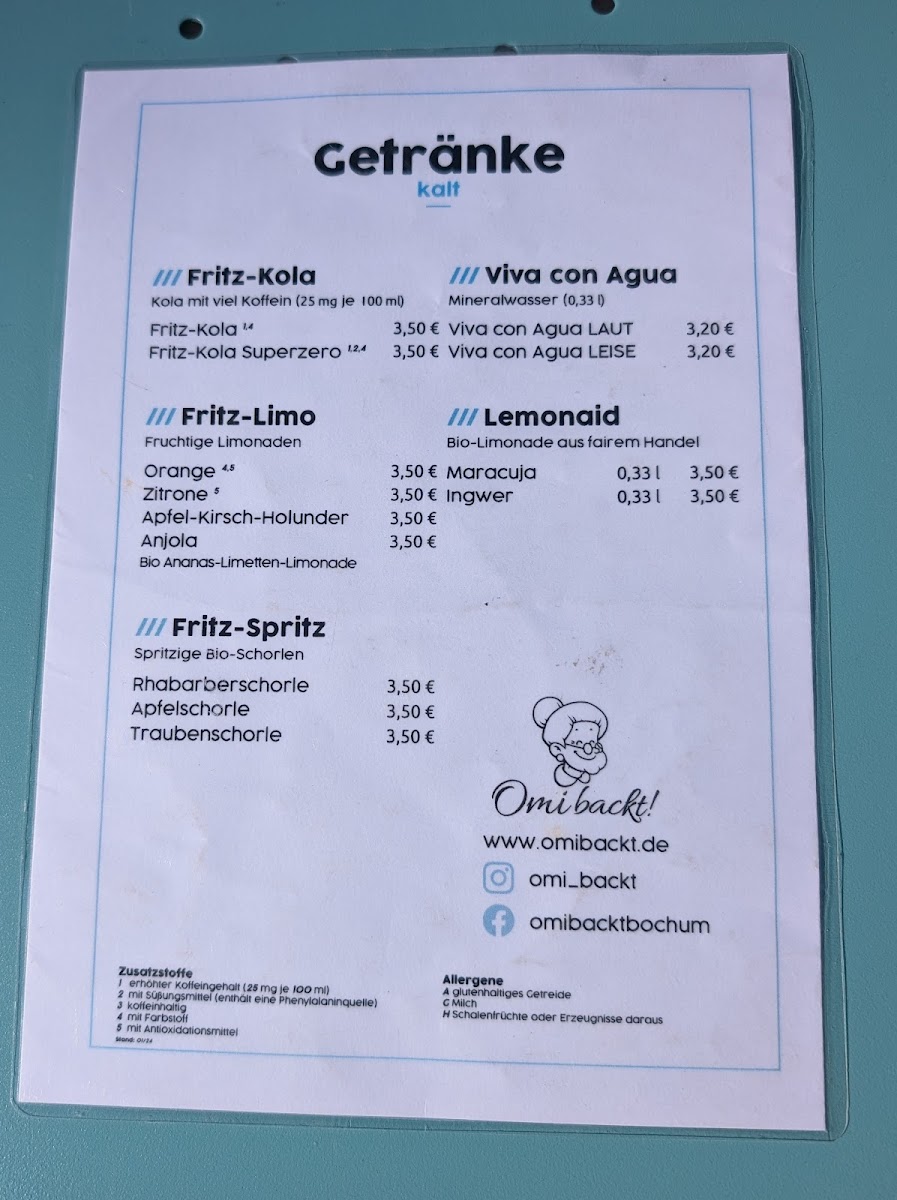 Getränke
kalt
/// Fritz-Kola
Kola mit viel Koffein (25 mg je 100 ml)
Fritz-Kola 1,4 3,50 €
Fritz-Kola Superzero 1,2,4 3,50 €
/// Viva con Agua
Mineralwasser (0,33 l)
Viva con Agua LAUT 3,20 €
Viva con Agua LEISE 3,20 €
/// Fritz-Limo
Fruchtige Limonaden
Orange 4,5 3,50 €
Zitrone 5 3,50 €
Apfel-Kirsch-Holunder 3,50 €
Anjola 3,50 €
Bio Ananas-Limetten-Limonade
/// Lemonaid
Bio-Limonade aus fairem Handel
Maracuja 0,33 l 3,50 €
Ingwer 0,33 l 3,50 €
/// Fritz-Spritz
Spritzige Bio-Schorlen
Rhabarberschorle 3,50 €
Apfelschorle 3,50 €
Traubenschorle 3,50 €
Omi backt!
www.omibackt.de
omi_backt
omibacktbochum
Zusatzstoffe
1 erhöhter Koffeingehalt (25 mg je 100 ml)
2 mit Süßungsmittel (enthält eine Phenylalaninquelle)
3 koffeinhaltig
4 mit Farbstoff
5 mit Antioxidationsmittel
Stand: 01/24
Allergene
A glutenhaltiges Getreide
G Milch
H Schalenfrüchte oder Erzeugnisse daraus